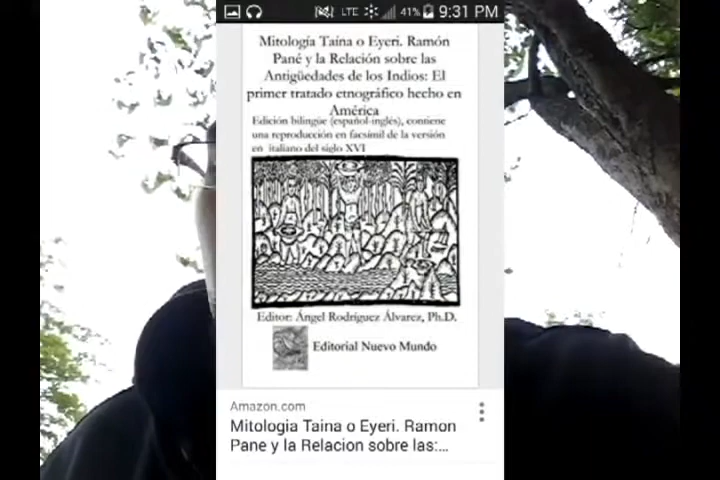 LTE 41% 9:31 PM
Mitología Taína o Eyeri. Ramón
Pané y la Relación sobre las
Antigüedades de los Indios: El
primer tratado etnográfico hecho en
América
Edición bilingüe (español-inglés), contiene
una reproducción en facsímil de la versión
en italiano del siglo XVI
Editor: Ángel Rodríguez Álvarez, Ph.D.
Editorial Nuevo Mundo
Amazon.com
Mitologia Taina o Eyeri. Ramon
Pane y la Relacion sobre las:...